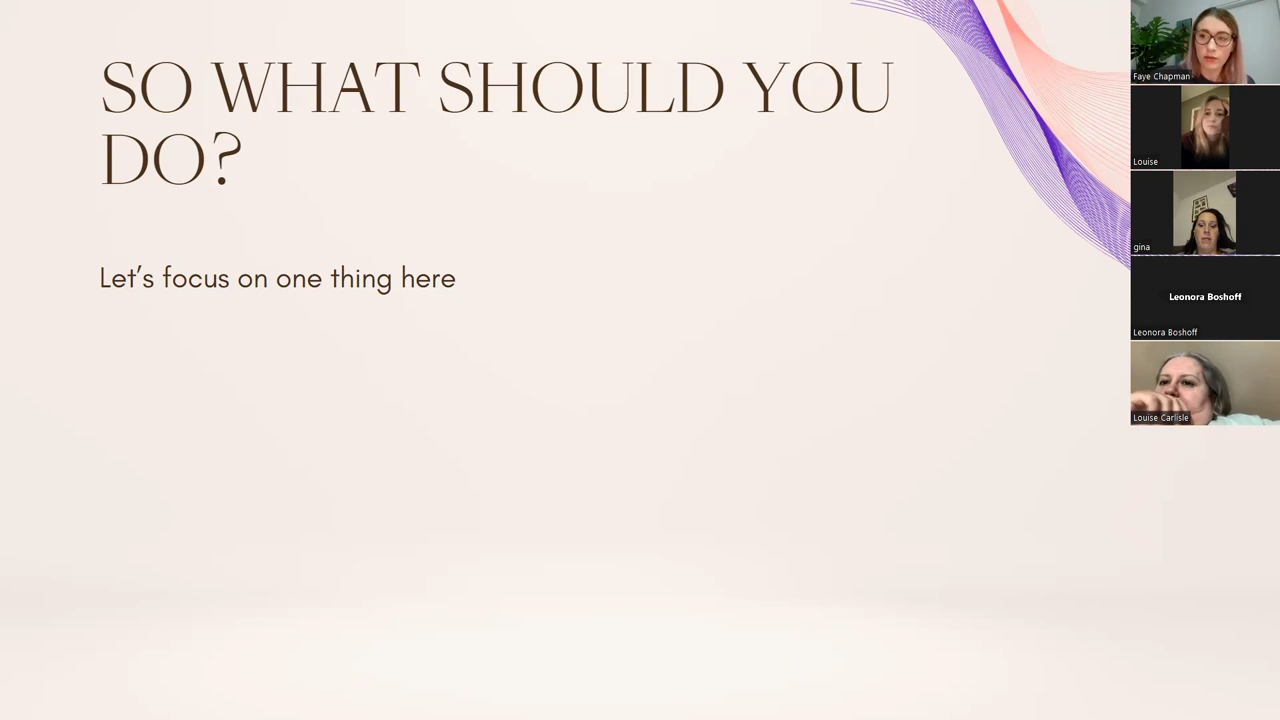 SO WHAT SHOULD YOU
DO?
Let's focus on one thing here
Faye Chapman
Louise
gina
Leonora Boshoff
Leonora Boshoff
Louise Carlisle